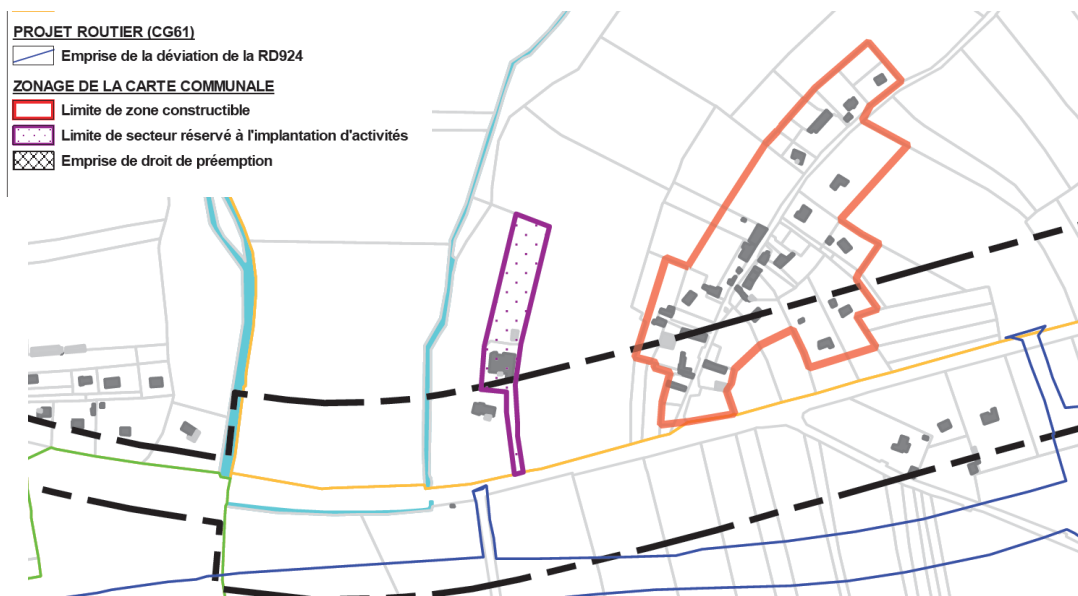 PROJET ROUTIER (CG61)
Emprise de la déviation de la RD924
ZONAGE DE LA CARTE COMMUNALE
Limite de zone constructible
Limite de secteur réservé à l'implantation d'activités
Emprise de droit de préemption